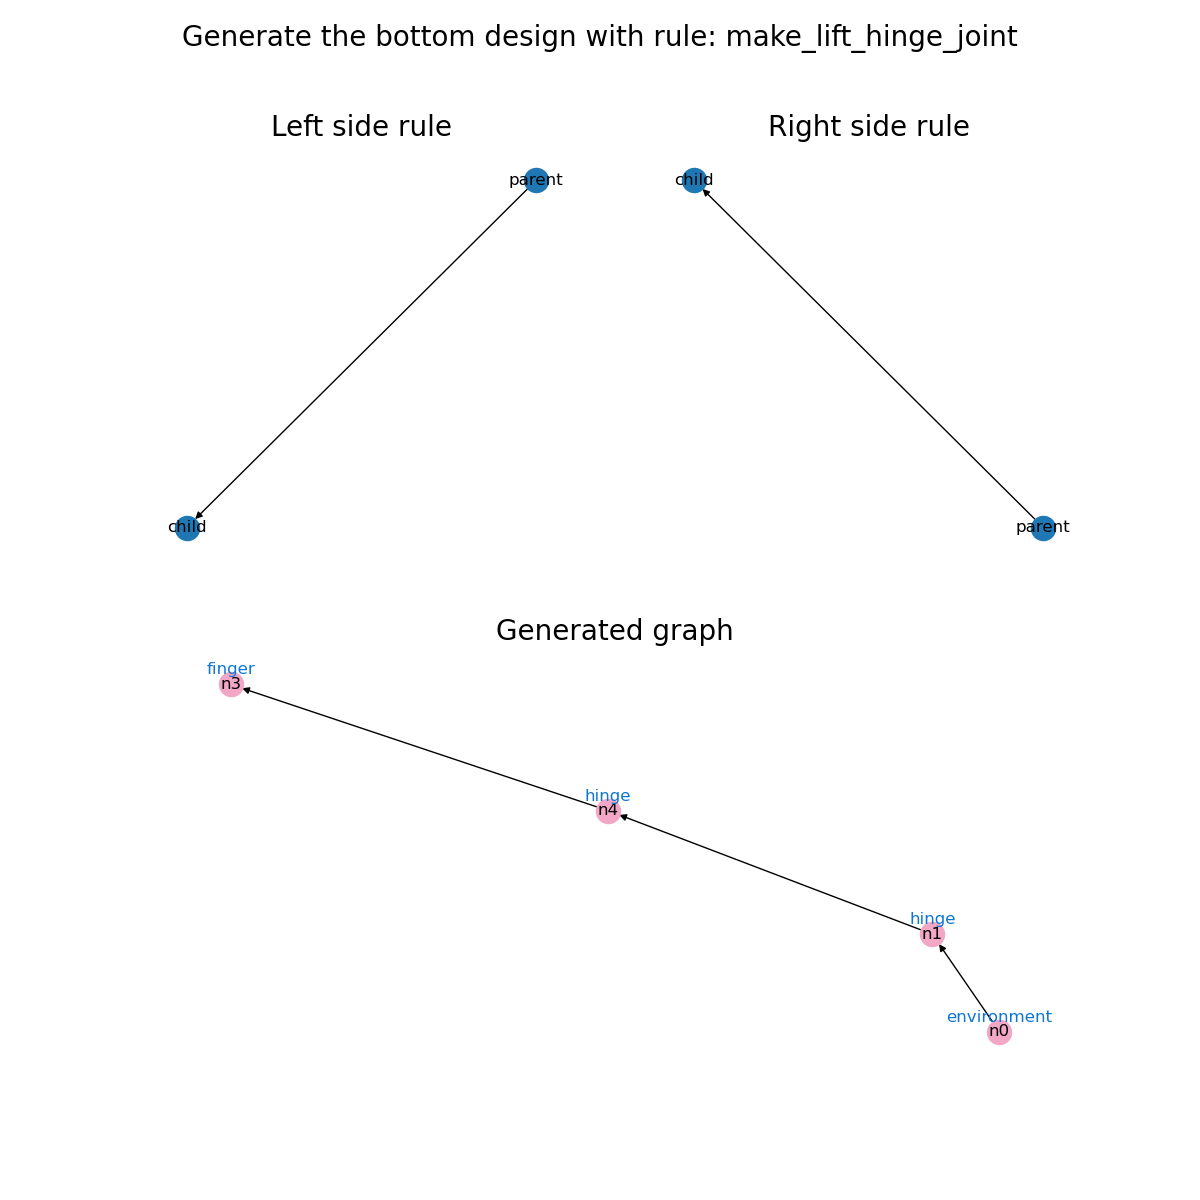 Generate the bottom design with rule: make_lift_hinge_joint
Left side rule
Right side rule
parent
child
child
parent
Generated graph
finger
n3
hinge
n4
hinge
n1
environment
n0